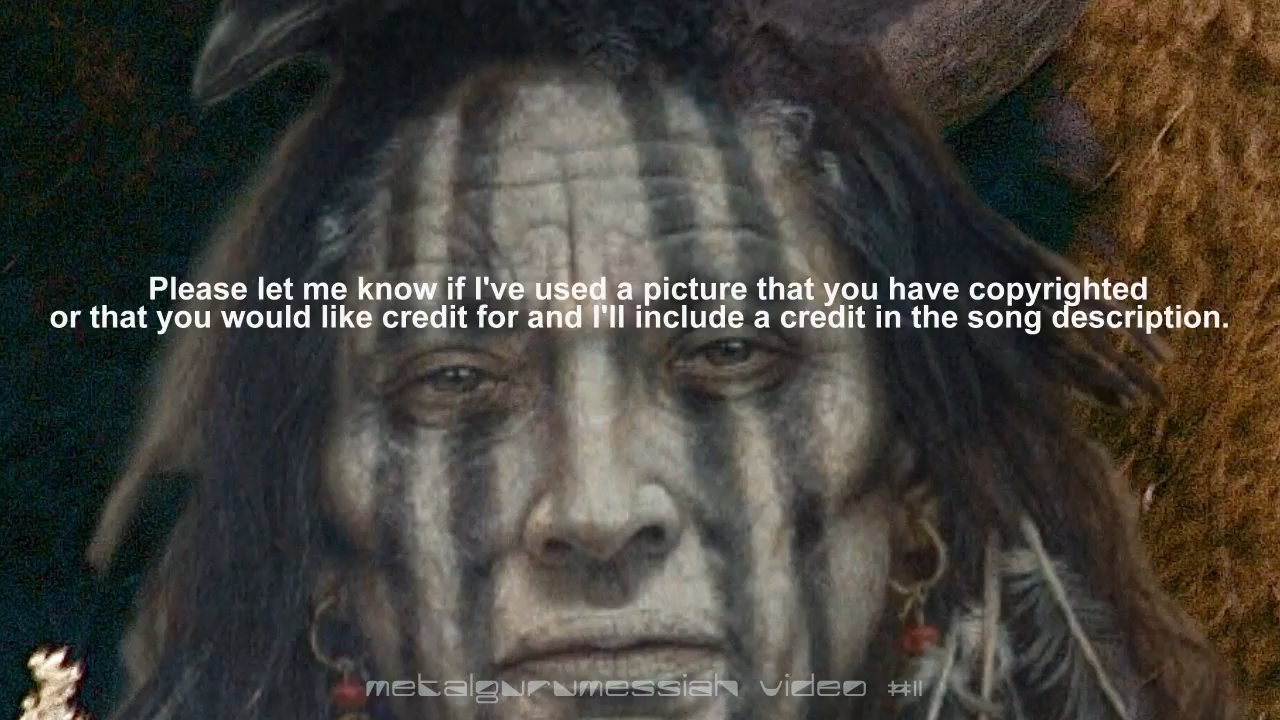 Please let me know if I've used a picture that you have copyrighted
or that you would like credit for and I'll include a credit in the song description.
metalgurumessiah video #11